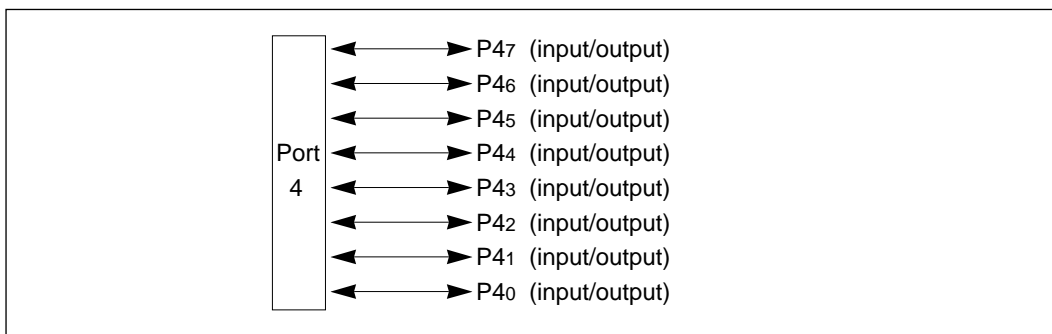 P47 (input/output)
P46 (input/output)
P45 (input/output)
Port
4
P44 (input/output)
P43 (input/output)
P42 (input/output)
P41 (input/output)
P40 (input/output)